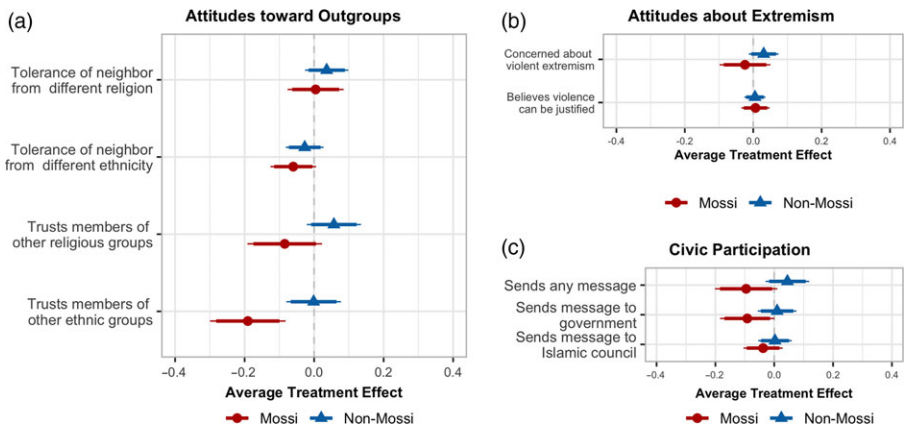 (a)
Attitudes toward Outgroups
Tolerance of neighbor
from different religion
Tolerance of neighbor
from different ethnicity
Trusts members of
other religious groups
Trusts members of
other ethnic groups
−0.4 −0.2 0.0 0.2 0.4
Average Treatment Effect
Mossi Non−Mossi
(b)
Attitudes about Extremism
Concerned about
violent extremism
Believes violence
can be justified
−0.4 −0.2 0.0 0.2 0.4
Average Treatment Effect
Mossi Non−Mossi
(c)
Civic Participation
Sends any message
Sends message to
government
Sends message to
Islamic council
−0.4 −0.2 0.0 0.2 0.4
Average Treatment Effect
Mossi Non−Mossi